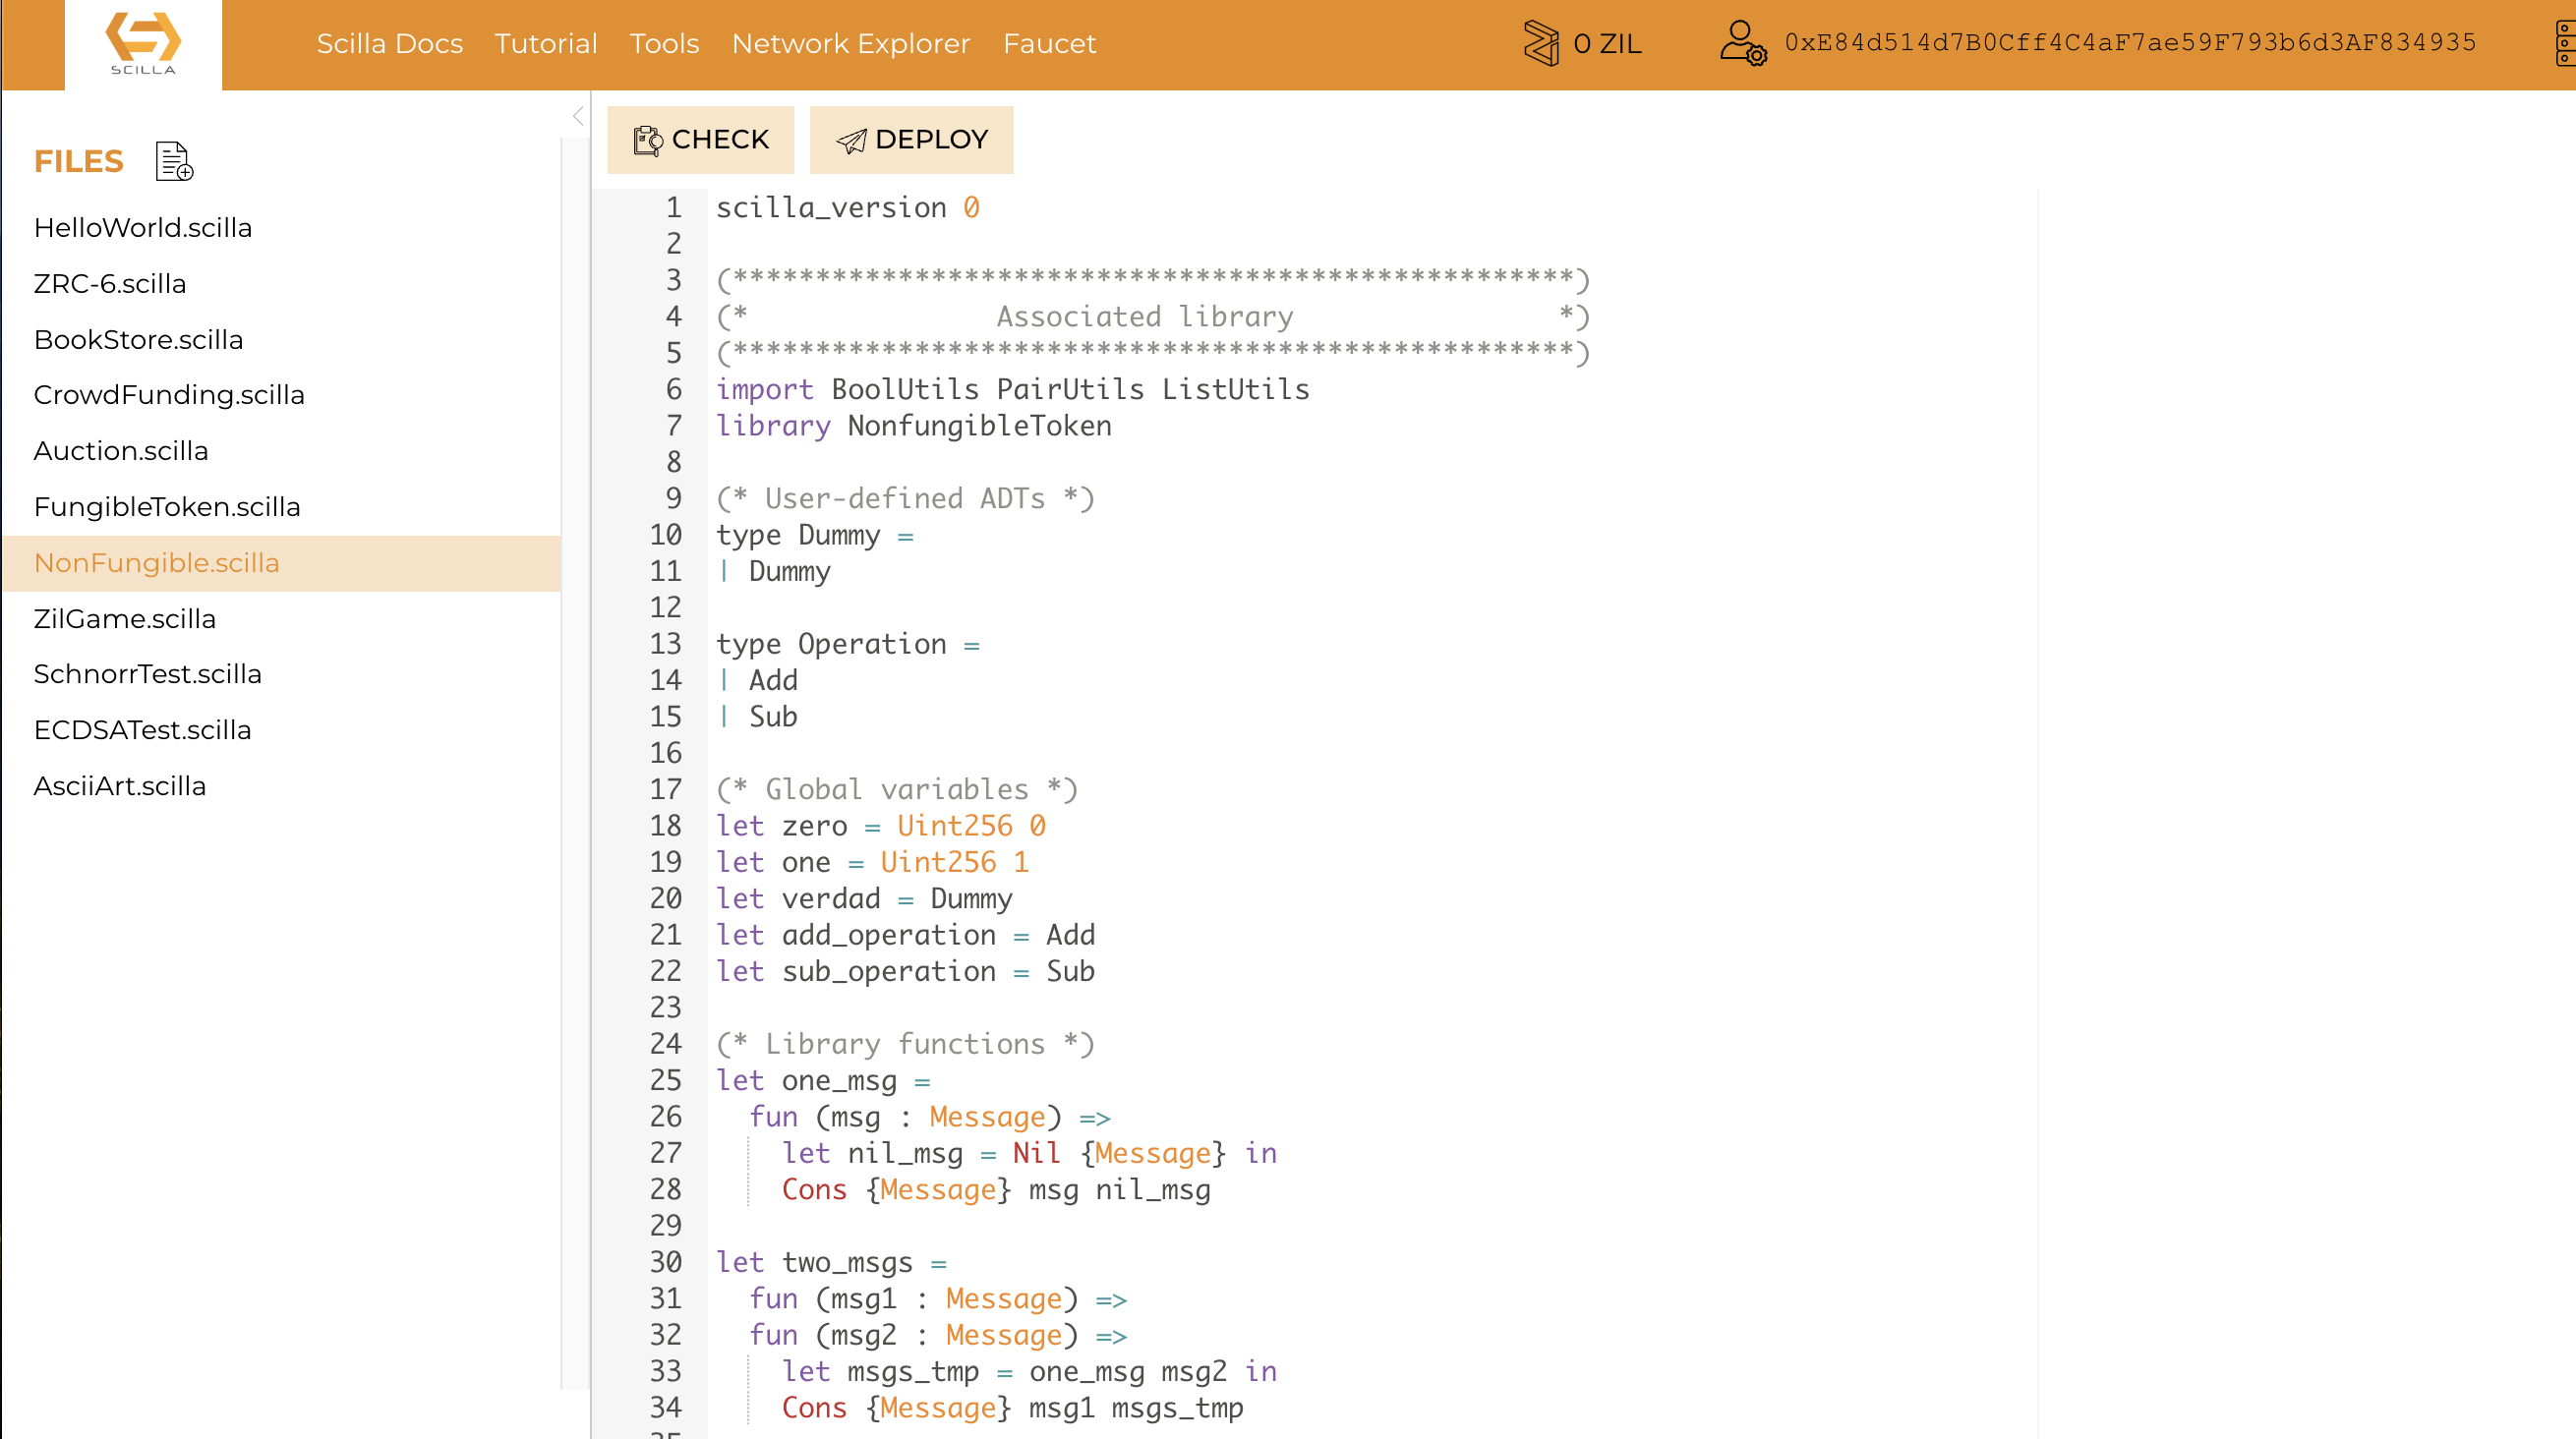 SCILLA
Scilla Docs Tutorial Tools Network Explorer Faucet 0 ZIL 0xE84d514d7B0Cff4C4aF7ae59F793b6d3AF834935
FILES
HelloWorld.scilla
ZRC-6.scilla
BookStore.scilla
CrowdFunding.scilla
Auction.scilla
FungibleToken.scilla
NonFungible.scilla
ZilGame.scilla
SchnorrTest.scilla
ECDSATest.scilla
AsciiArt.scilla
CHECK DEPLOY
1 scilla_version 0
2
3 (***************************************************)
4 (*               Associated library                *)
5 (***************************************************)
6 import BoolUtils PairUtils ListUtils
7 library NonfungibleToken
8
9 (* User-defined ADTs *)
10 type Dummy =
11 | Dummy
12
13 type Operation =
14 | Add
15 | Sub
16
17 (* Global variables *)
18 let zero = Uint256 0
19 let one = Uint256 1
20 let verdad = Dummy
21 let add_operation = Add
22 let sub_operation = Sub
23
24 (* Library functions *)
25 let one_msg =
26   fun (msg : Message) =>
27     let nil_msg = Nil {Message} in
28     Cons {Message} msg nil_msg
29
30 let two_msgs =
31   fun (msg1 : Message) =>
32   fun (msg2 : Message) =>
33     let msgs_tmp = one_msg msg2 in
34     Cons {Message} msg1 msgs_tmp